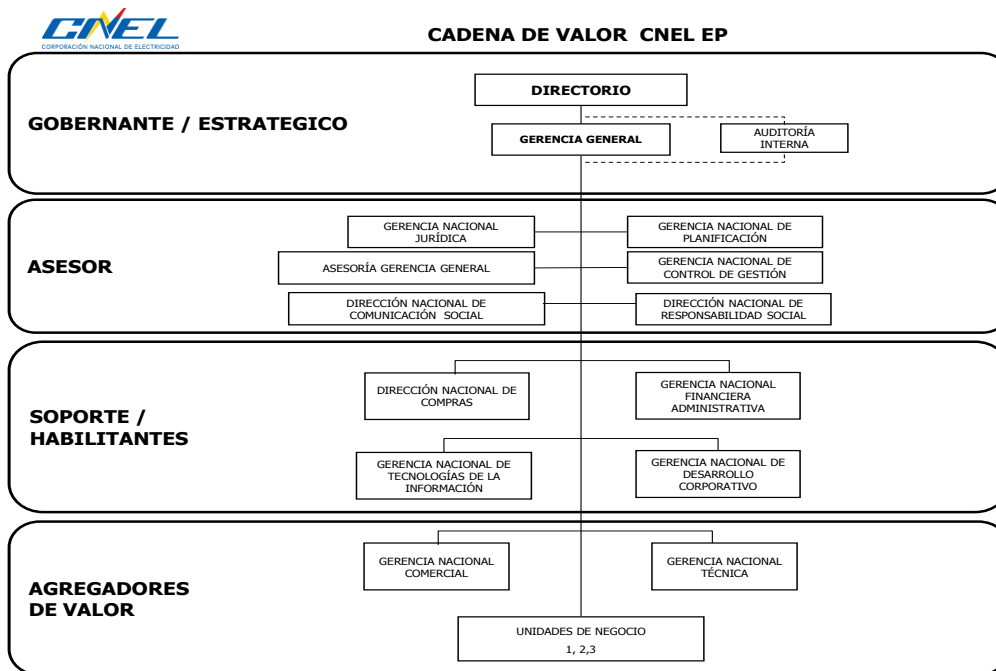 CNEL
CORPORACIÓN NACIONAL DE ELECTRICIDAD
CADENA DE VALOR CNEL EP
GOBERNANTE / ESTRATEGICO
DIRECTORIO
GERENCIA GENERAL
AUDITORÍA
INTERNA
ASESOR
GERENCIA NACIONAL
JURÍDICA
GERENCIA NACIONAL DE
PLANIFICACIÓN
ASESORÍA GERENCIA GENERAL
GERENCIA NACIONAL DE
CONTROL DE GESTIÓN
DIRECCIÓN NACIONAL DE
COMUNICACIÓN SOCIAL
DIRECCIÓN NACIONAL DE
RESPONSABILIDAD SOCIAL
SOPORTE /
HABILITANTES
DIRECCIÓN NACIONAL DE
COMPRAS
GERENCIA NACIONAL
FINANCIERA
ADMINISTRATIVA
GERENCIA NACIONAL DE
TECNOLOGÍAS DE LA
INFORMACIÓN
GERENCIA NACIONAL DE
DESARROLLO
CORPORATIVO
AGREGADORES
DE VALOR
GERENCIA NACIONAL
COMERCIAL
GERENCIA NACIONAL
TÉCNICA
UNIDADES DE NEGOCIO
1, 2,3